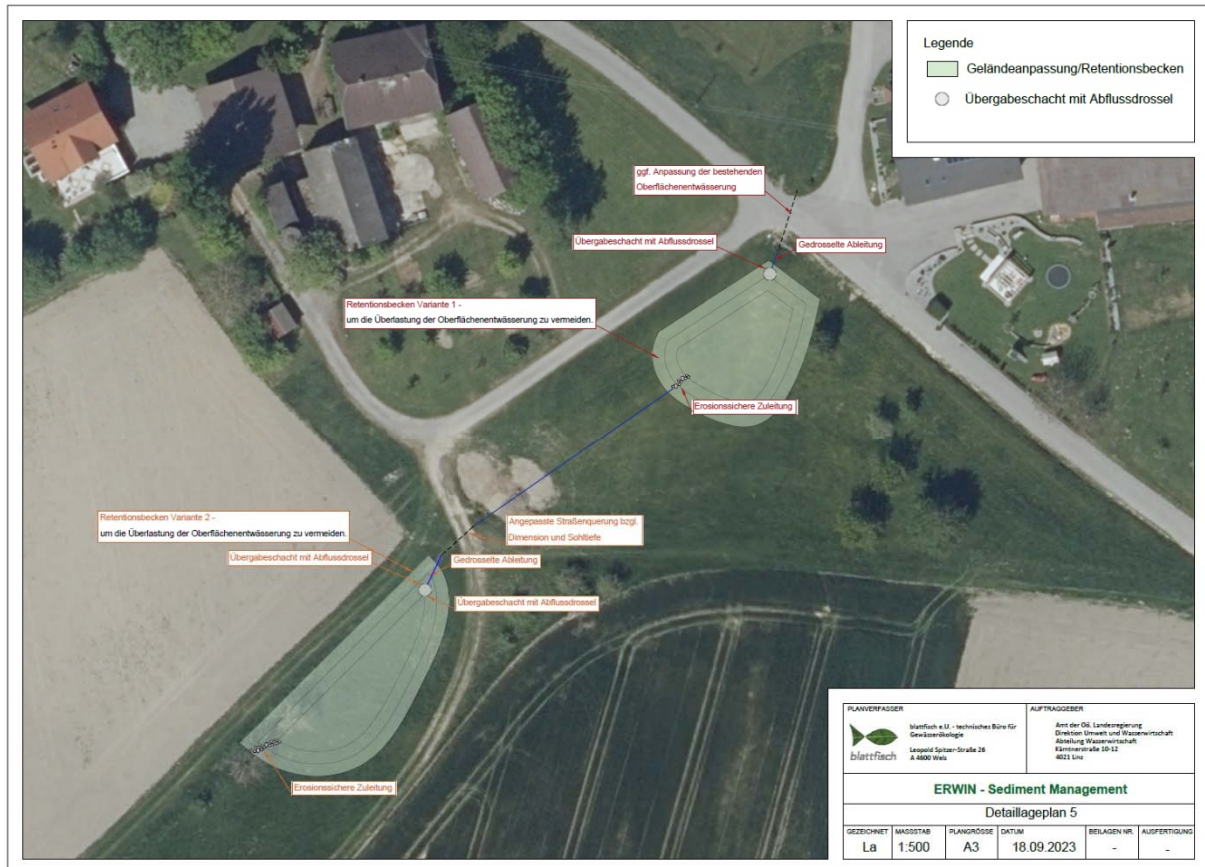 Legende
Geländeanpassung/Retentionsbecken
Übergabeschacht mit Abflussdrossel
ggf. Anpassung der bestehenden
Oberflächenentwässerung
Übergabeschacht mit Abflussdrossel
Gedrosselte Ableitung
Retentionsbecken Variante 1 -
um die Überlastung der Oberflächenentwässerung zu vermeiden.
Erosionssichere Zuleitung
Retentionsbecken Variante 2 -
um die Überlastung der Oberflächenentwässerung zu vermeiden.
Angepasste Straßenquerung bzgl.
Dimension und Sohltiefe
Übergabeschacht mit Abflussdrossel
Gedrosselte Ableitung
Übergabeschacht mit Abflussdrossel
Erosionssichere Zuleitung
PLANVERFASSER
blattfisch
blattfisch e.U. - technisches Büro für
Gewässerökologie
Leopold Spitzer-Straße 26
A 4600 Wels
AUFTRAGGEBER
Amt der Oö. Landesregierung
Direktion Umwelt und Wasserwirtschaft
Abteilung Wasserwirtschaft
Kärntnerstraße 10-12
4021 Linz
ERWIN - Sediment Management
Detaillageplan 5
GEZEICHNET MASSSTAB PLANGRÖSSE DATUM BEILAGEN NR. AUSFERTIGUNG
La 1:500 A3 18.09.2023 - -